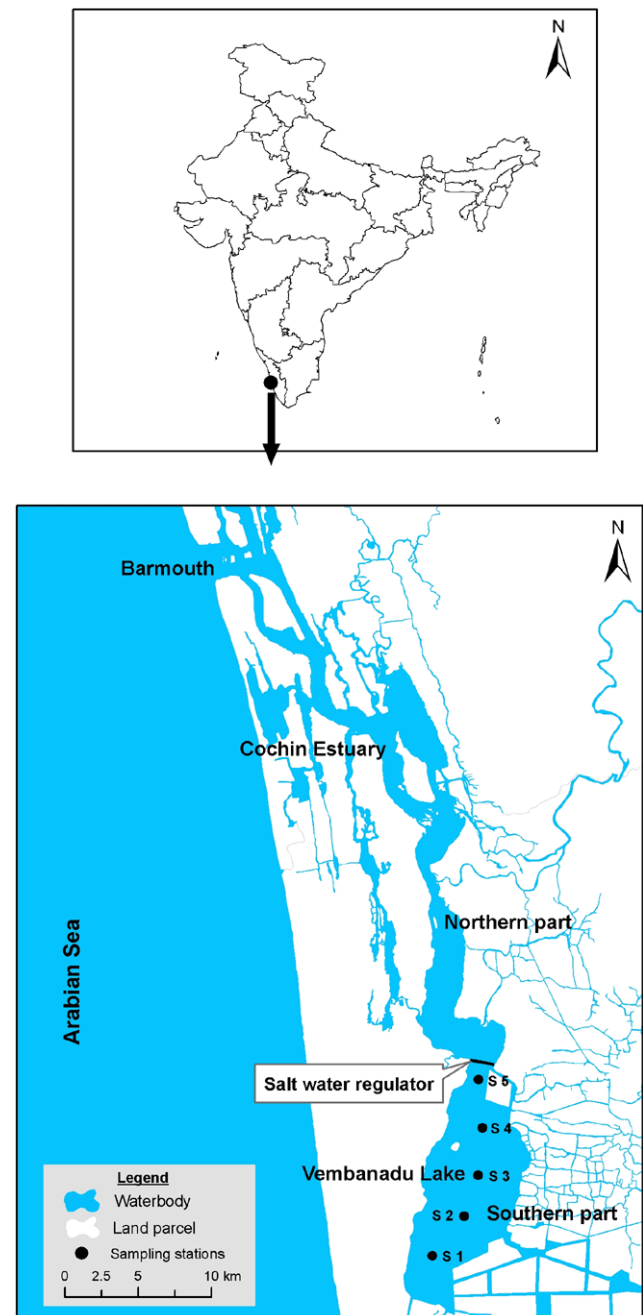 N
N
Barmouth
Cochin Estuary
Northern part
Arabian Sea
Salt water regulator
S 5
S 4
Vembanadu Lake
S 3
S 2
Southern part
S 1
Legend
Waterbody
Land parcel
Sampling stations
0 2.5 5 10 km